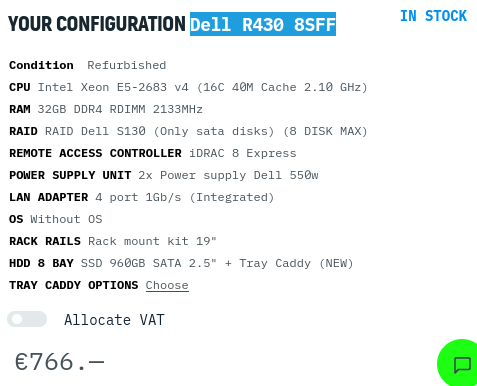 YOUR CONFIGURATION Dell R430 8SFF
IN STOCK
Condition Refurbished
CPU Intel Xeon E5-2683 v4 (16C 40M Cache 2.10 GHz)
RAM 32GB DDR4 RDIMM 2133MHz
RAID RAID Dell S130 (Only sata disks) (8 DISK MAX)
REMOTE ACCESS CONTROLLER iDRAC 8 Express
POWER SUPPLY UNIT 2x Power supply Dell 550w
LAN ADAPTER 4 port 1Gb/s (Integrated)
OS Without OS
RACK RAILS Rack mount kit 19"
HDD 8 BAY SSD 960GB SATA 2.5" + Tray Caddy (NEW)
TRAY CADDY OPTIONS Choose
Allocate VAT
€766.—